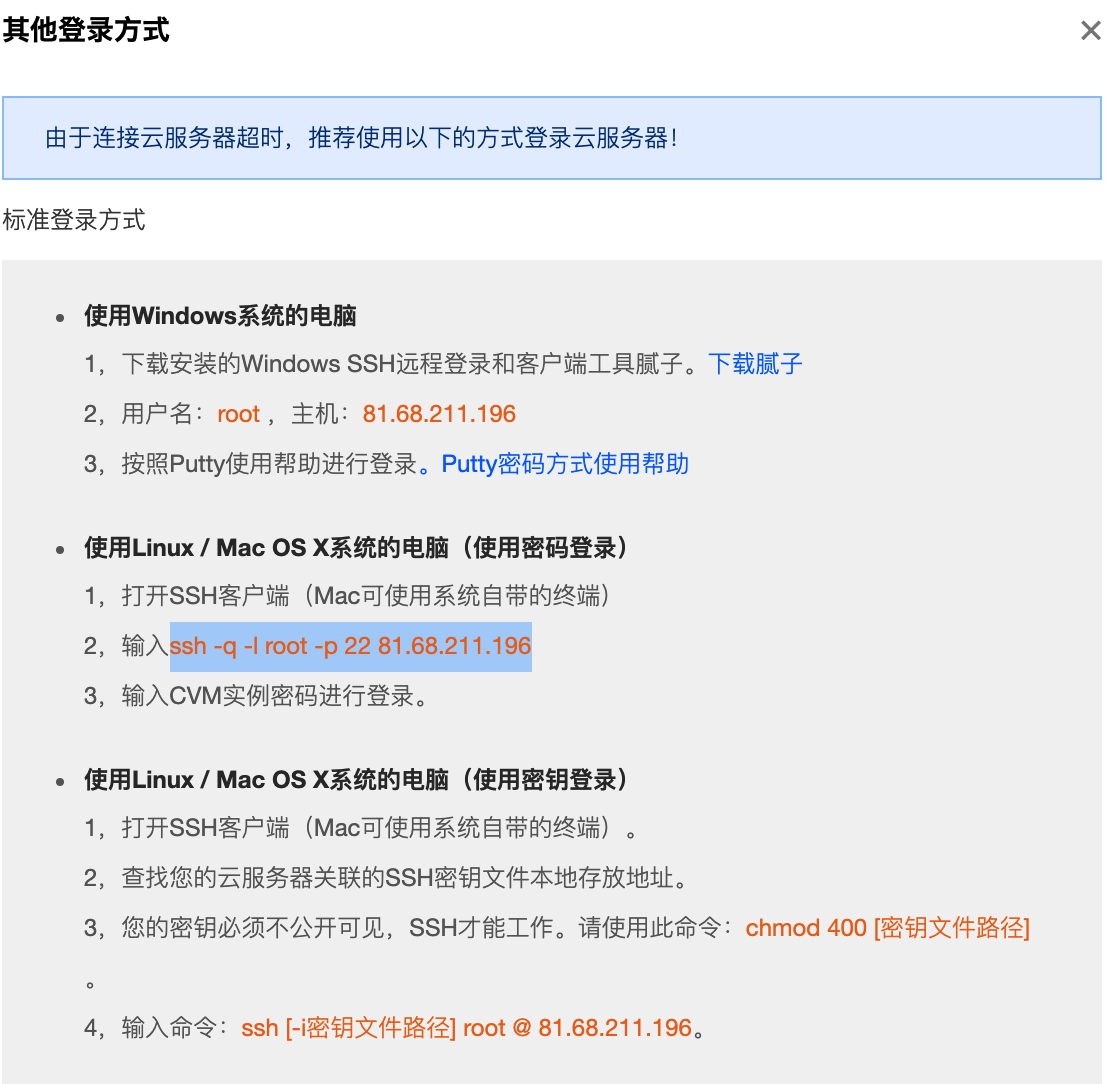 其他登录方式
由于连接云服务器超时，推荐使用以下的方式登录云服务器！
标准登录方式
使用Windows系统的电脑
1，下载安装的Windows SSH远程登录和客户端工具腻子。下载腻子
2，用户名：root ，主机：81.68.211.196
3，按照Putty使用帮助进行登录。Putty密码方式使用帮助
使用Linux / Mac OS X系统的电脑（使用密码登录）
1，打开SSH客户端（Mac可使用系统自带的终端）
2，输入ssh -q -l root -p 22 81.68.211.196
3，输入CVM实例密码进行登录。
使用Linux / Mac OS X系统的电脑（使用密钥登录）
1，打开SSH客户端（Mac可使用系统自带的终端）。
2，查找您的云服务器关联的SSH密钥文件本地存放地址。
3，您的密钥必须不公开可见，SSH才能工作。请使用此命令：chmod 400 [密钥文件路径]
。
4，输入命令：ssh [-i密钥文件路径] root @ 81.68.211.196。